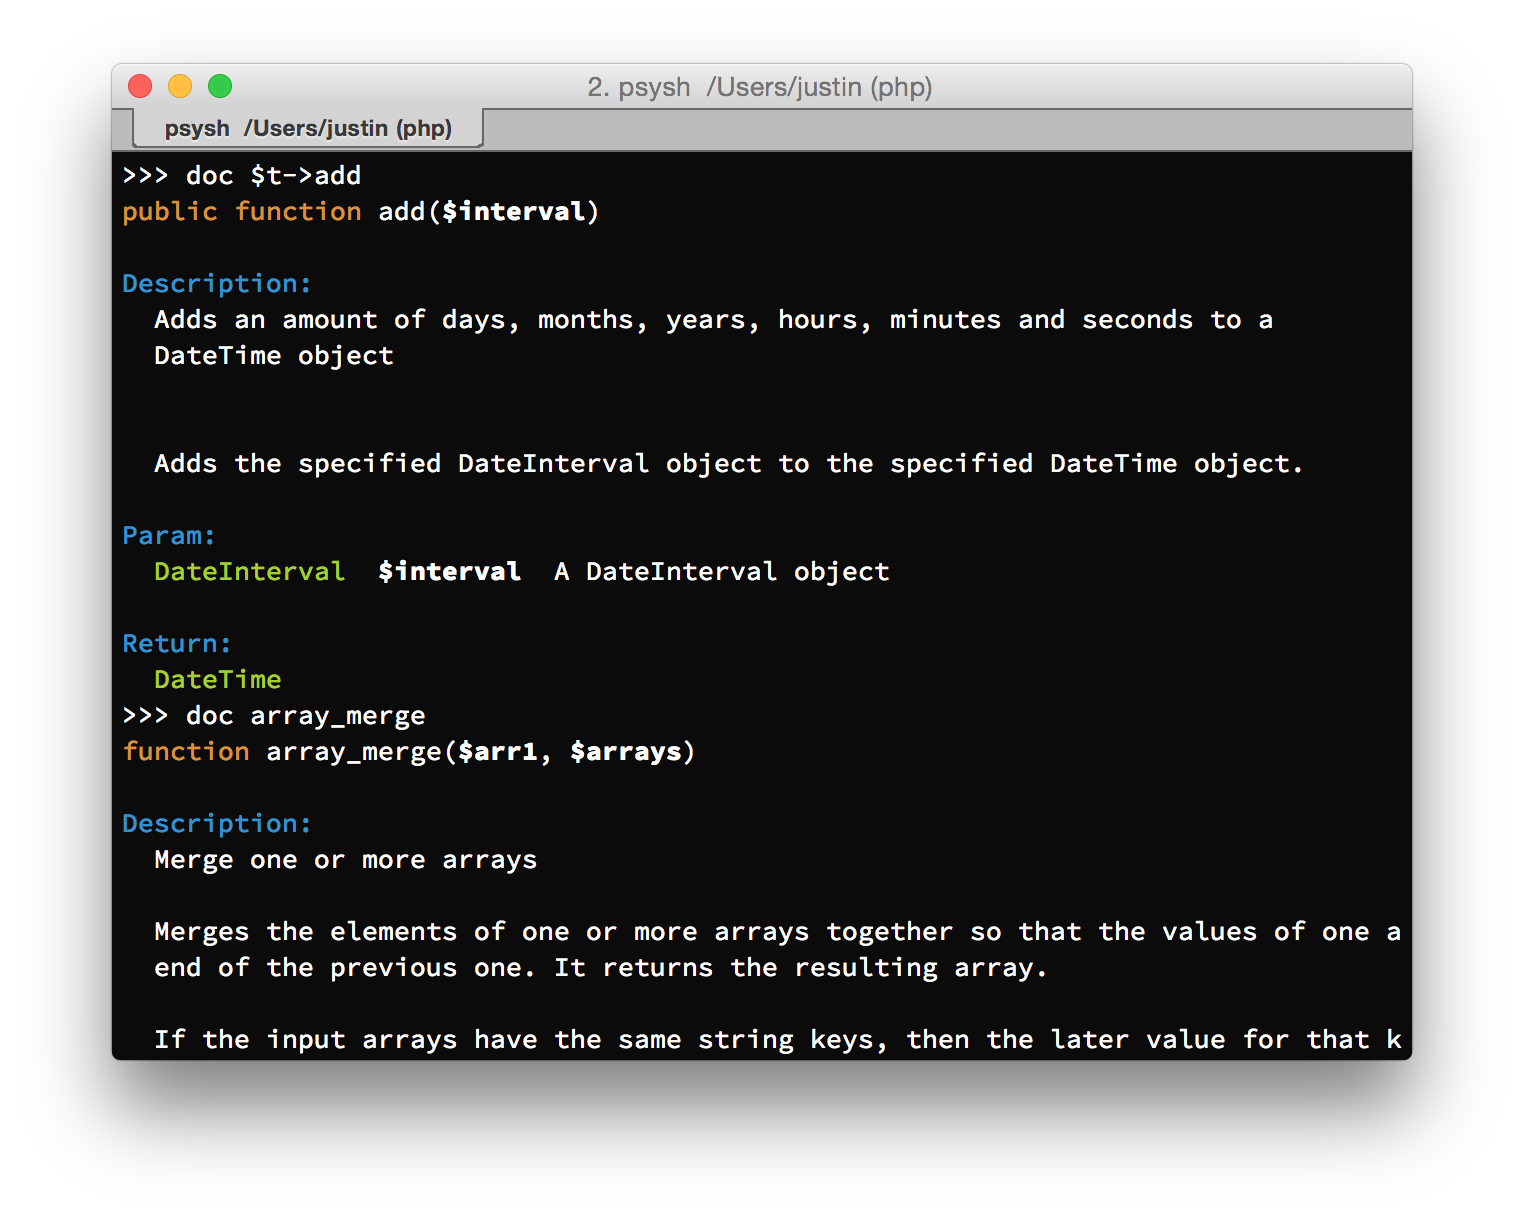 2. psysh  /Users/justin (php)
psysh  /Users/justin (php)
>>> doc $t->add
public function add($interval)
Description:
Adds an amount of days, months, years, hours, minutes and seconds to a
DateTime object
Adds the specified DateInterval object to the specified DateTime object.
Param:
DateInterval  $interval  A DateInterval object
Return:
DateTime
>>> doc array_merge
function array_merge($arr1, $arrays)
Description:
Merge one or more arrays
Merges the elements of one or more arrays together so that the values of one a
end of the previous one. It returns the resulting array.
If the input arrays have the same string keys, then the later value for that k